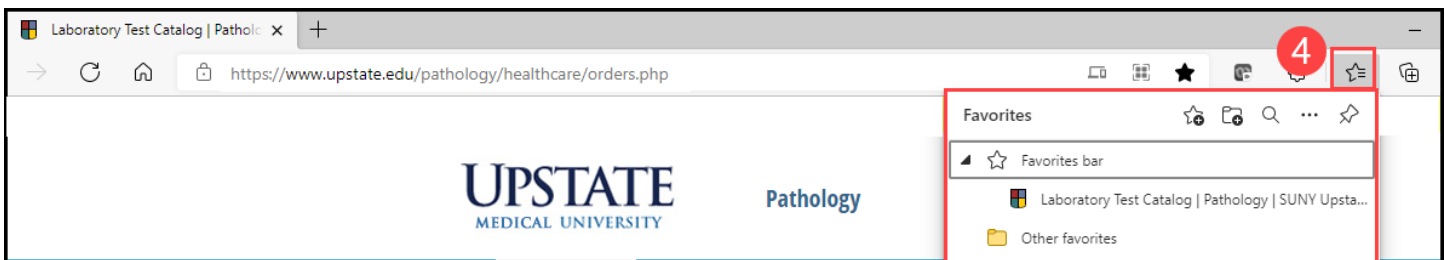 Laboratory Test Catalog | Patholo
https://www.upstate.edu/pathology/healthcare/orders.php
4
Favorites
Favorites bar
Laboratory Test Catalog | Pathology | SUNY Upsta...
Other favorites
UPSTATE
MEDICAL UNIVERSITY
Pathology